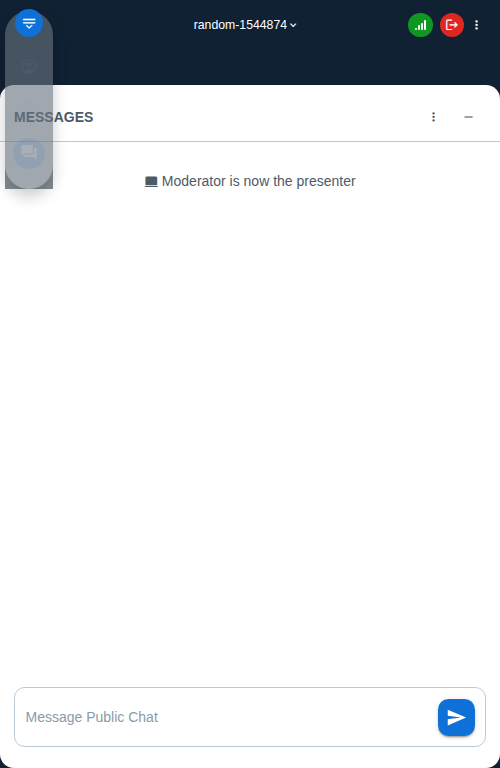 random-1544874
MESSAGES
Moderator is now the presenter
Message Public Chat